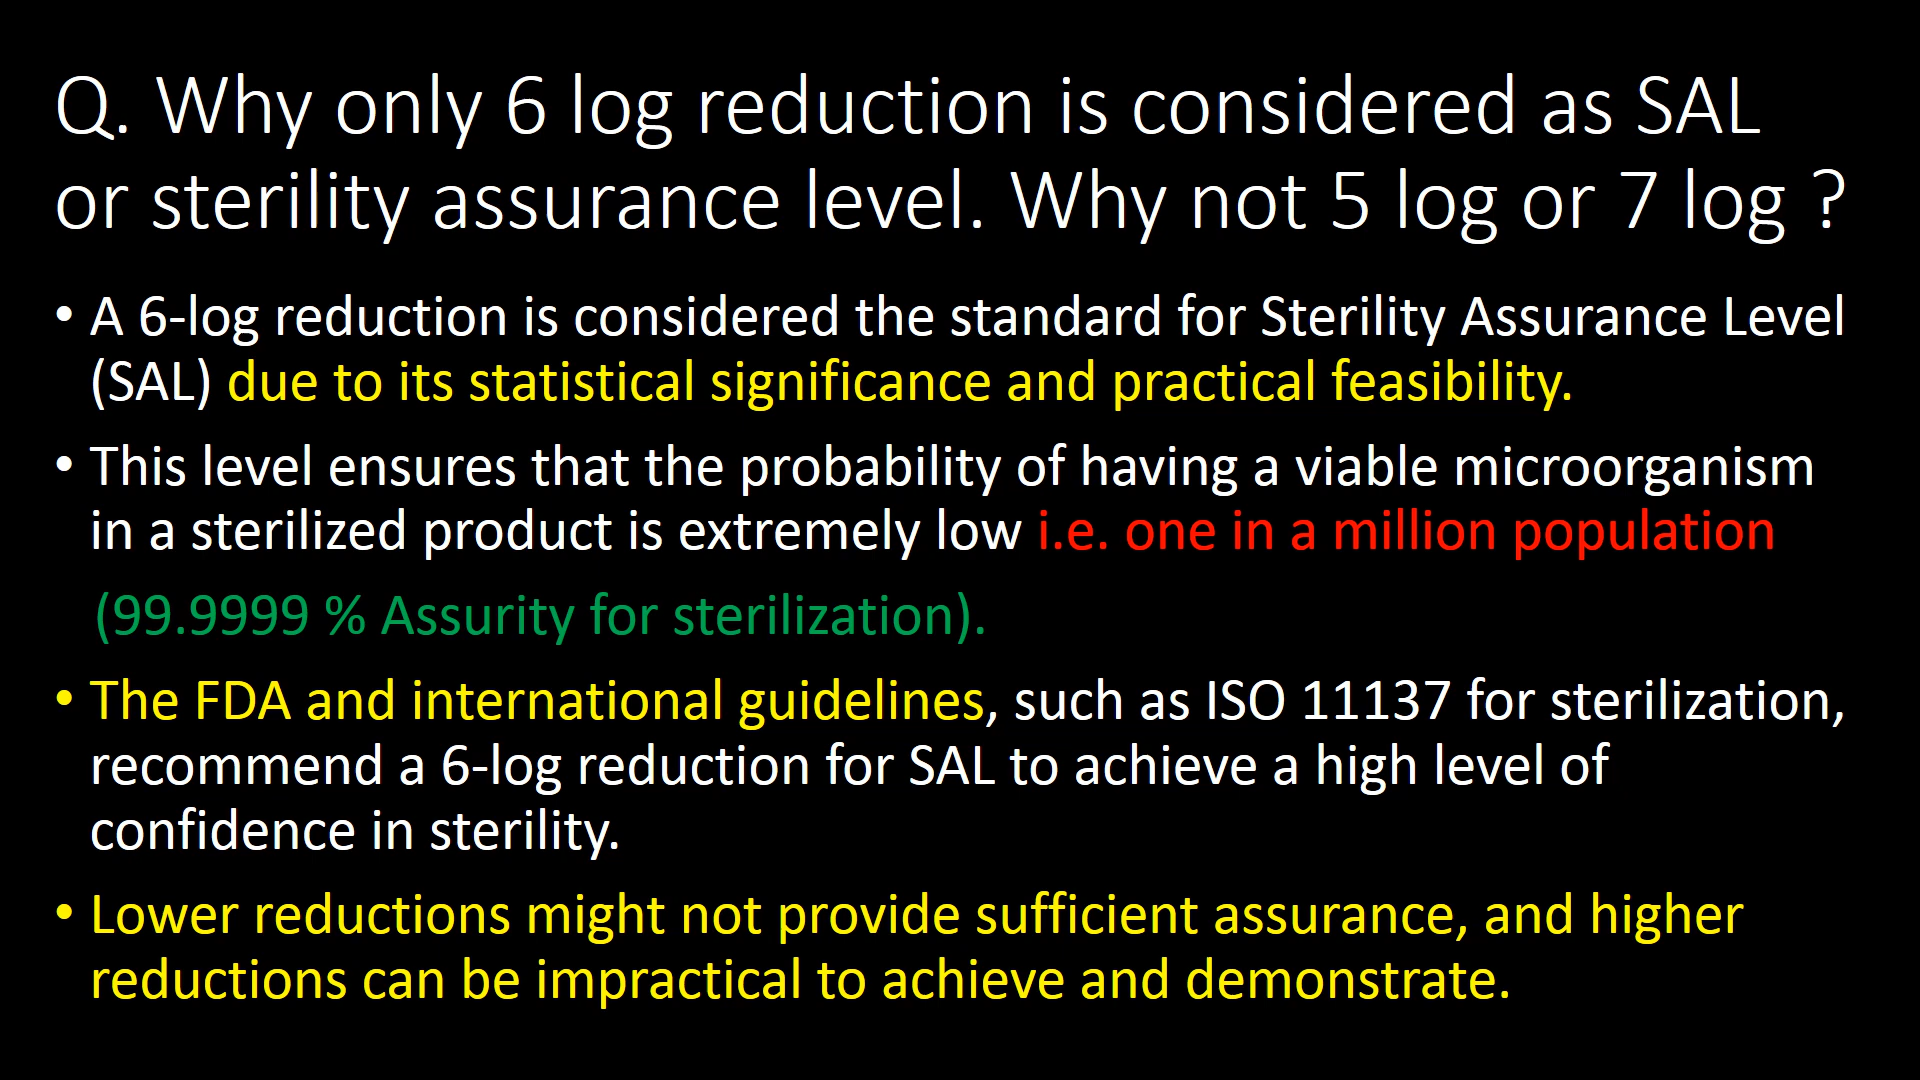 Q. Why only 6 log reduction is considered as SAL
or sterility assurance level. Why not 5 log or 7 log ?
• A 6-log reduction is considered the standard for Sterility Assurance Level
(SAL) due to its statistical significance and practical feasibility.
• This level ensures that the probability of having a viable microorganism
in a sterilized product is extremely low i.e. one in a million population
(99.9999 % Assurity for sterilization).
• The FDA and international guidelines, such as ISO 11137 for sterilization,
recommend a 6-log reduction for SAL to achieve a high level of
confidence in sterility.
• Lower reductions might not provide sufficient assurance, and higher
reductions can be impractical to achieve and demonstrate.